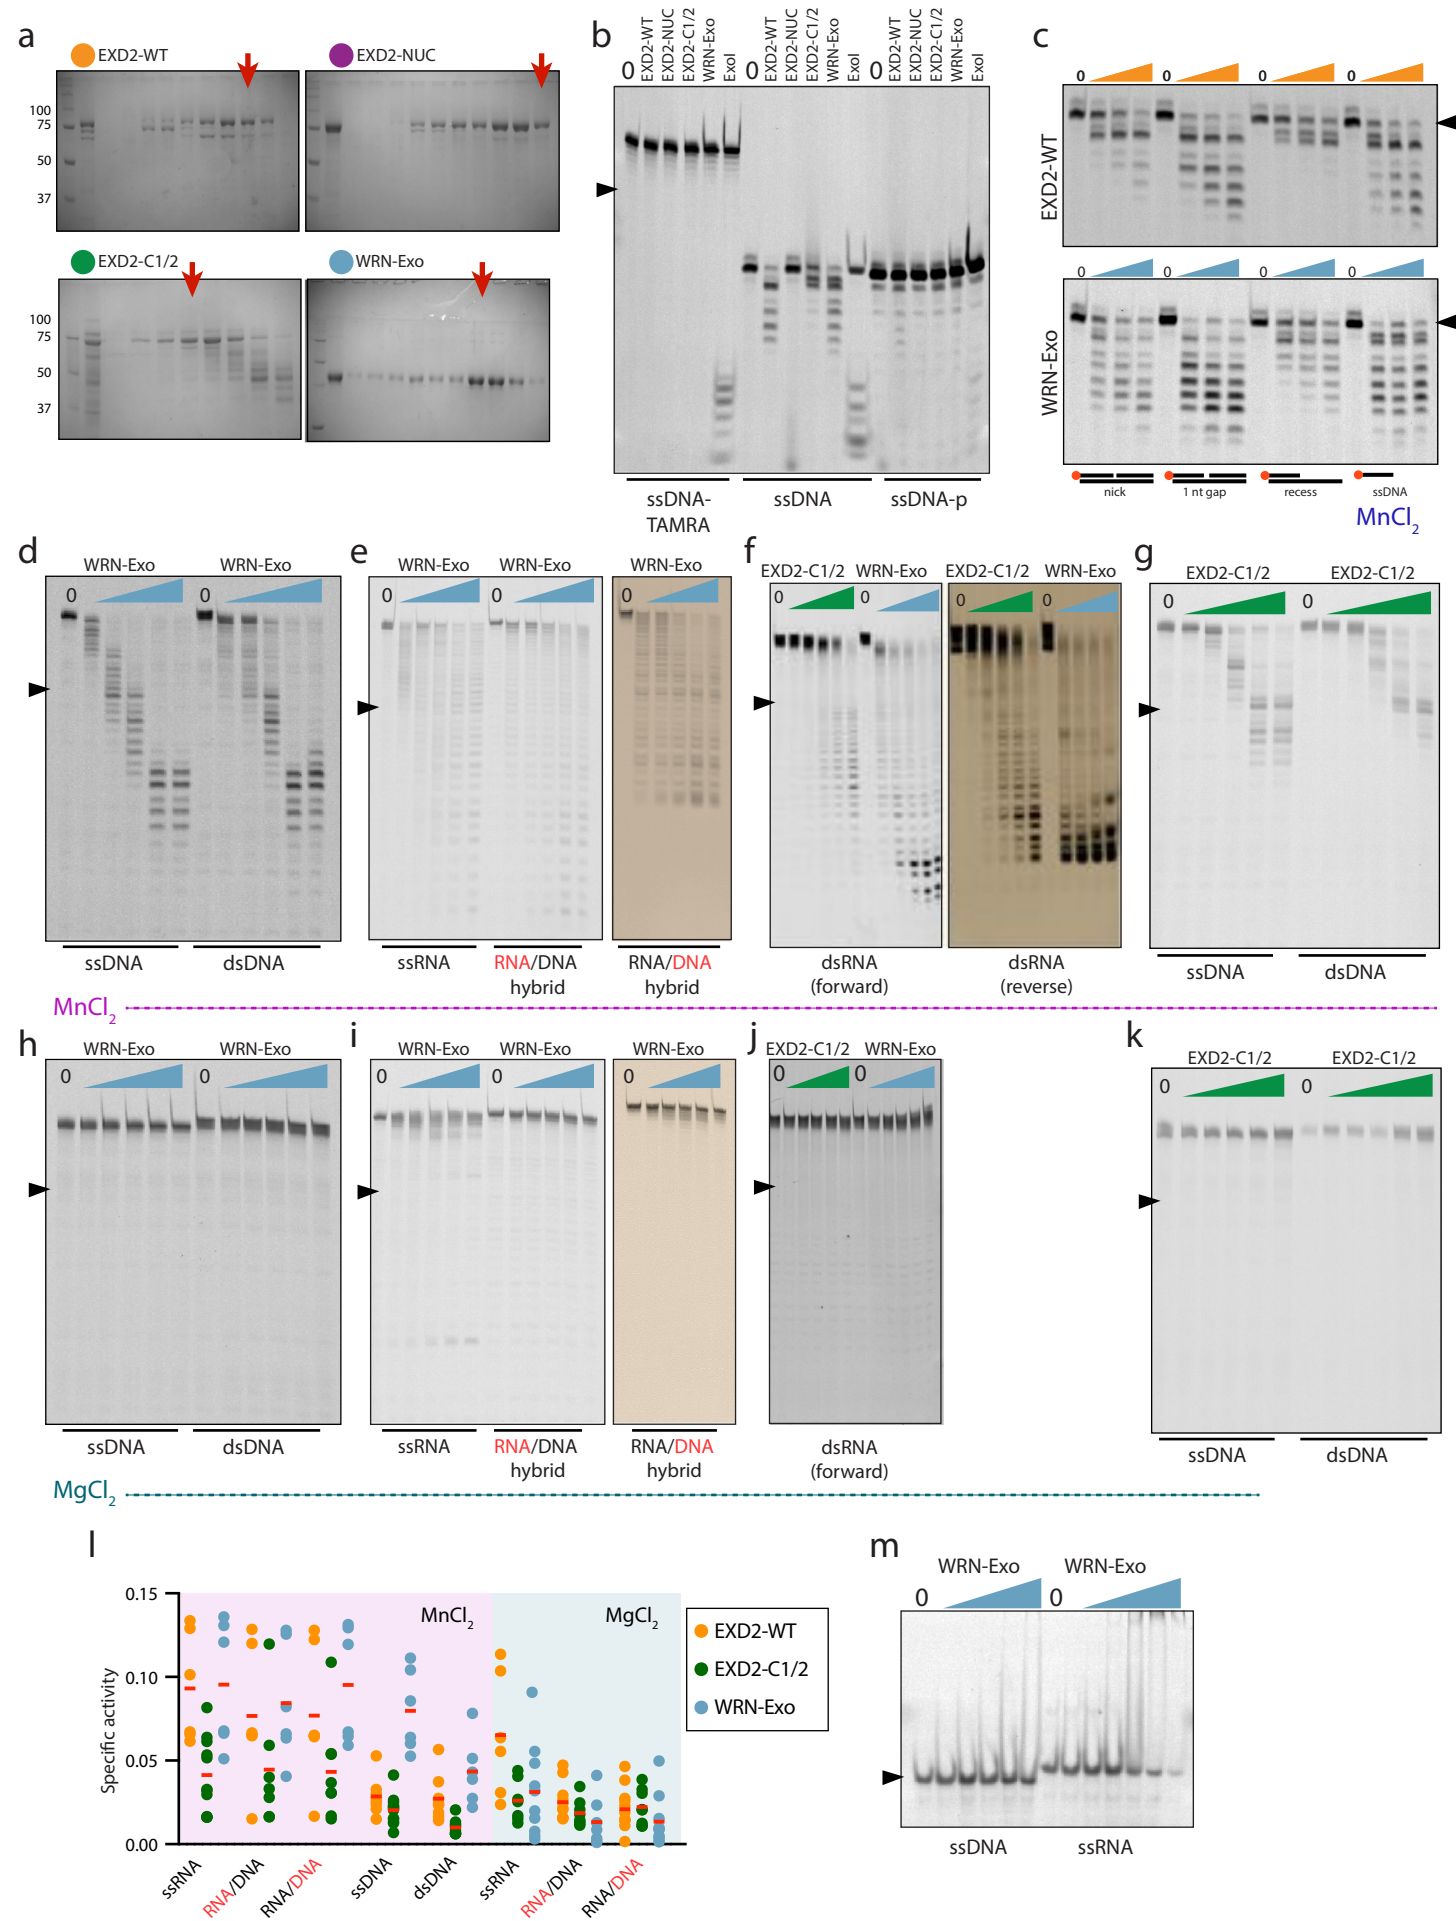 a
EXD2-WT
EXD2-NUC
100
75
50
37
EXD2-C1/2
WRN-Exo
100
75
50
37
b
0 EXD2-WT EXD2-NUC EXD2-C1/2 WRN-Exo ExoI 0 EXD2-WT EXD2-NUC EXD2-C1/2 WRN-Exo ExoI 0 EXD2-WT EXD2-NUC EXD2-C1/2 WRN-Exo ExoI
ssDNA-TAMRA
ssDNA
ssDNA-p
c
0 0 0 0
EXD2-WT
0 0 0 0
WRN-Exo
nick
1 nt gap
recess
ssDNA
MnCl2
d
WRN-Exo WRN-Exo
0 0
ssDNA dsDNA
e
WRN-Exo WRN-Exo WRN-Exo
0 0 0
ssRNA
RNA/DNA
hybrid
RNA/DNA
hybrid
f
EXD2-C1/2 WRN-Exo EXD2-C1/2 WRN-Exo
0 0 0 0
dsRNA
(forward)
dsRNA
(reverse)
g
EXD2-C1/2 EXD2-C1/2
0 0
ssDNA dsDNA
MnCl2
h
WRN-Exo WRN-Exo
0 0
ssDNA dsDNA
i
WRN-Exo WRN-Exo WRN-Exo
0 0 0
ssRNA
RNA/DNA
hybrid
RNA/DNA
hybrid
j
EXD2-C1/2 WRN-Exo
0 0
dsRNA
(forward)
k
EXD2-C1/2 EXD2-C1/2
0 0
ssDNA dsDNA
MgCl2
l
Specific activity
0.15
0.10
0.05
0.00
MnCl2
MgCl2
EXD2-WT
EXD2-C1/2
WRN-Exo
ssRNA
RNA/DNA
RNA/DNA
ssDNA
dsDNA
ssRNA
RNA/DNA
RNA/DNA
m
WRN-Exo WRN-Exo
0 0
ssDNA ssRNA